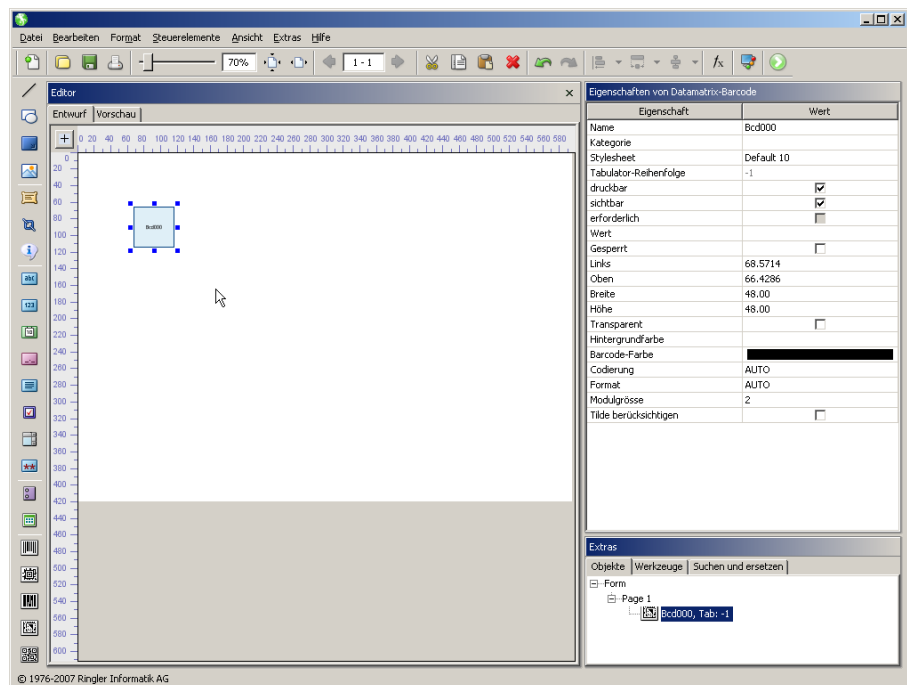 Datei Bearbeiten Format Steuerelemente Ansicht Extras Hilfe
70% 1 - 1 fx
Editor
Entwurf Vorschau
0 20 40 60 80 100 120 140 160 180 200 220 240 260 280 300 320 340 360 380 400 420 440 460 480 500 520 540 560 580
0
20
40
60
80
100
120
140
160
180
200
220
240
260
280
300
320
340
360
380
400
420
440
460
480
500
520
540
560
580
600
Bcd000
Eigenschaften von Datamatrix-Barcode
Eigenschaft Wert
Name Bcd000
Kategorie
Stylesheet Default 10
Tabulator-Reihenfolge -1
druckbar
sichtbar
erforderlich
Wert
Gesperrt
Links 68.5714
Oben 66.4286
Breite 48.00
Höhe 48.00
Transparent
Hintergrundfarbe
Barcode-Farbe
Codierung AUTO
Format AUTO
Modulgrösse 2
Tilde berücksichtigen
Extras
Objekte Werkzeuge Suchen und ersetzen
Form
Page 1
Bcd000, Tab: -1
© 1976-2007 Ringler Informatik AG